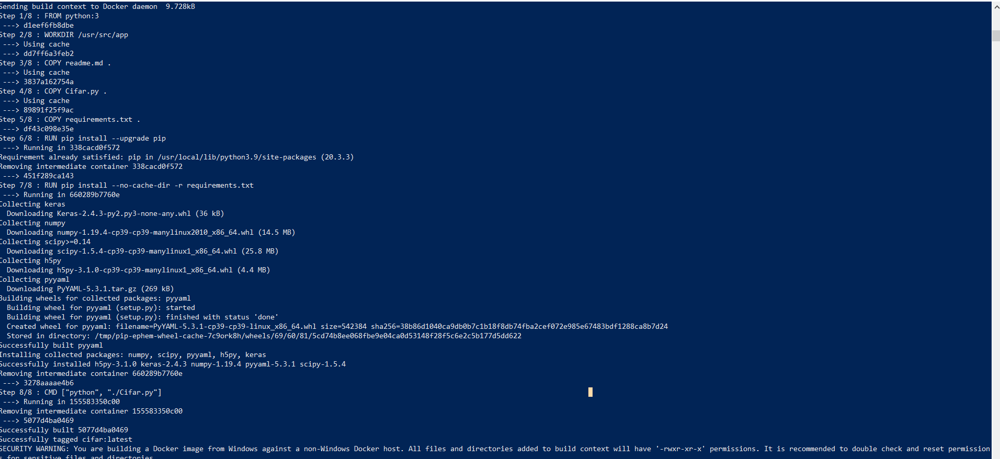 Sending build context to Docker daemon  9.728kB
Step 1/8 : FROM python:3
 ---> d1eef6fb8dbe
Step 2/8 : WORKDIR /usr/src/app
 ---> Using cache
 ---> dd7ff6a3feb2
Step 3/8 : COPY readme.md .
 ---> Using cache
 ---> 3837a162754a
Step 4/8 : COPY Cifar.py .
 ---> Using cache
 ---> 89891f25f9ac
Step 5/8 : COPY requirements.txt .
 ---> df43c098e35e
Step 6/8 : RUN pip install --upgrade pip
 ---> Running in 338cacd0f572
Requirement already satisfied: pip in /usr/local/lib/python3.9/site-packages (20.3.3)
Removing intermediate container 338cacd0f572
 ---> 451f289ca143
Step 7/8 : RUN pip install --no-cache-dir -r requirements.txt
 ---> Running in 660289b7760e
Collecting keras
  Downloading Keras-2.4.3-py2.py3-none-any.whl (36 kB)
Collecting numpy
  Downloading numpy-1.19.4-cp39-cp39-manylinux2010_x86_64.whl (14.5 MB)
Collecting scipy>=0.14
  Downloading scipy-1.5.4-cp39-cp39-manylinux1_x86_64.whl (25.8 MB)
Collecting h5py
  Downloading h5py-3.1.0-cp39-cp39-manylinux1_x86_64.whl (4.4 MB)
Collecting pyyaml
  Downloading PyYAML-5.3.1.tar.gz (269 kB)
Building wheels for collected packages: pyyaml
  Building wheel for pyyaml (setup.py): started
  Building wheel for pyyaml (setup.py): finished with status 'done'
  Created wheel for pyyaml: filename=PyYAML-5.3.1-cp39-cp39-linux_x86_64.whl size=542384 sha256=38b86d1040ca9db0b7c1b18f8db74fba2cef072e985e67483bdf1288ca8b7d24
  Stored in directory: /tmp/pip-ephem-wheel-cache-7c9ork8h/wheels/69/60/81/5cd74b8ee068fbe9e04ca0d53148f28f5c6e2c5b177d5dd622
Successfully built pyyaml
Installing collected packages: numpy, scipy, pyyaml, h5py, keras
Successfully installed h5py-3.1.0 keras-2.4.3 numpy-1.19.4 pyyaml-5.3.1 scipy-1.5.4
Removing intermediate container 660289b7760e
 ---> 3278aaaae4b6
Step 8/8 : CMD ["python", "./Cifar.py"]
 ---> Running in 155583350c00
Removing intermediate container 155583350c00
 ---> 5077d4ba0469
Successfully built 5077d4ba0469
Successfully tagged cifar:latest
SECURITY WARNING: You are building a Docker image from Windows against a non-Windows Docker host. All files and directories added to build context will have '-rwxr-xr-x' permissions. It is recommended to double check and reset permission
s for sensitive files and directories.